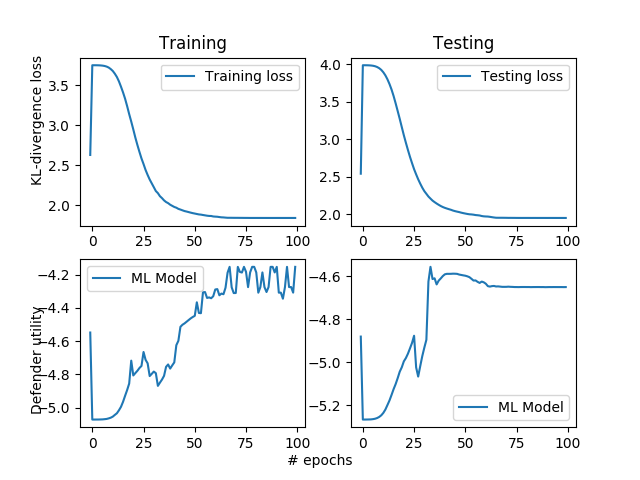 Training
Testing
KL-divergence loss
3.5
3.0
2.5
2.0
Training loss
0 25 50 75 100
4.0
3.5
3.0
2.5
2.0
Testing loss
0 25 50 75 100
Defender utility
−4.2
−4.4
−4.6
−4.8
−5.0
ML Model
0 25 50 75 100
−4.6
−4.8
−5.0
−5.2
ML Model
0 25 50 75 100
# epochs